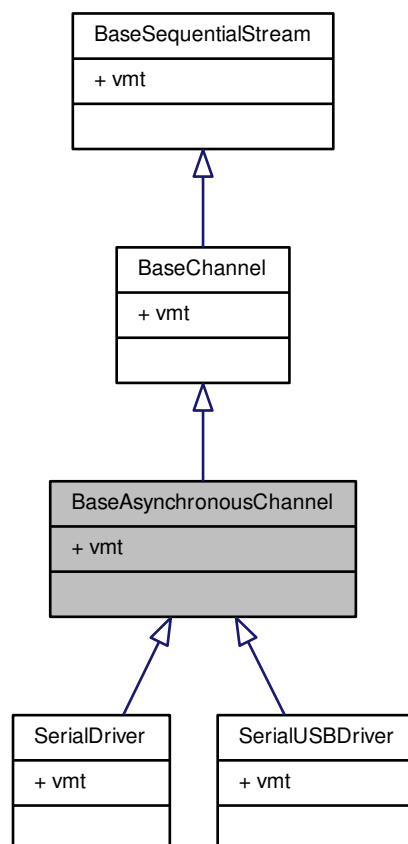 BaseSequentialStream
+ vmt
BaseChannel
+ vmt
BaseAsynchronousChannel
+ vmt
SerialDriver
+ vmt
SerialUSBDriver
+ vmt